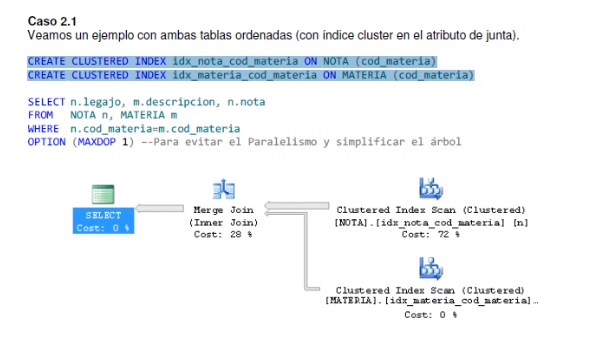 Caso 2.1
Veamos un ejemplo con ambas tablas ordenadas (con índice cluster en el atributo de junta).
CREATE CLUSTERED INDEX idx_nota_cod_materia ON NOTA (cod_materia)
CREATE CLUSTERED INDEX idx_materia_cod_materia ON MATERIA (cod_materia)
SELECT n.legajo, m.descripcion, n.nota
FROM NOTA n, MATERIA m
WHERE n.cod_materia=m.cod_materia
OPTION (MAXDOP 1) --Para evitar el Paralelismo y simplificar el árbol
SELECT
Cost: 0 %
Merge Join
(Inner Join)
Cost: 28 %
Clustered Index Scan (Clustered)
[NOTA].[idx_nota_cod_materia] [n]
Cost: 72 %
Clustered Index Scan (Clustered)
[MATERIA].[idx_materia_cod_materia]…
Cost: 0 %